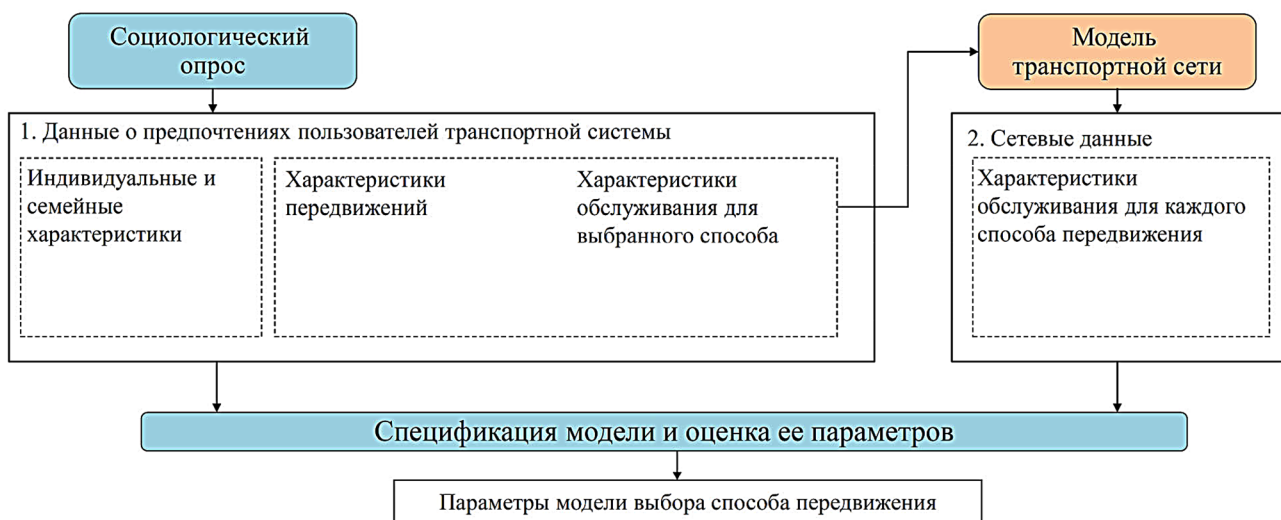 Социологический
опрос
Модель
транспортной сети
1. Данные о предпочтениях пользователей транспортной системы
Индивидуальные и
семейные
характеристики
Характеристики
передвижений
Характеристики
обслуживания для
выбранного способа
2. Сетевые данные
Характеристики
обслуживания для каждого
способа передвижения
Спецификация модели и оценка ее параметров
Параметры модели выбора способа передвижения